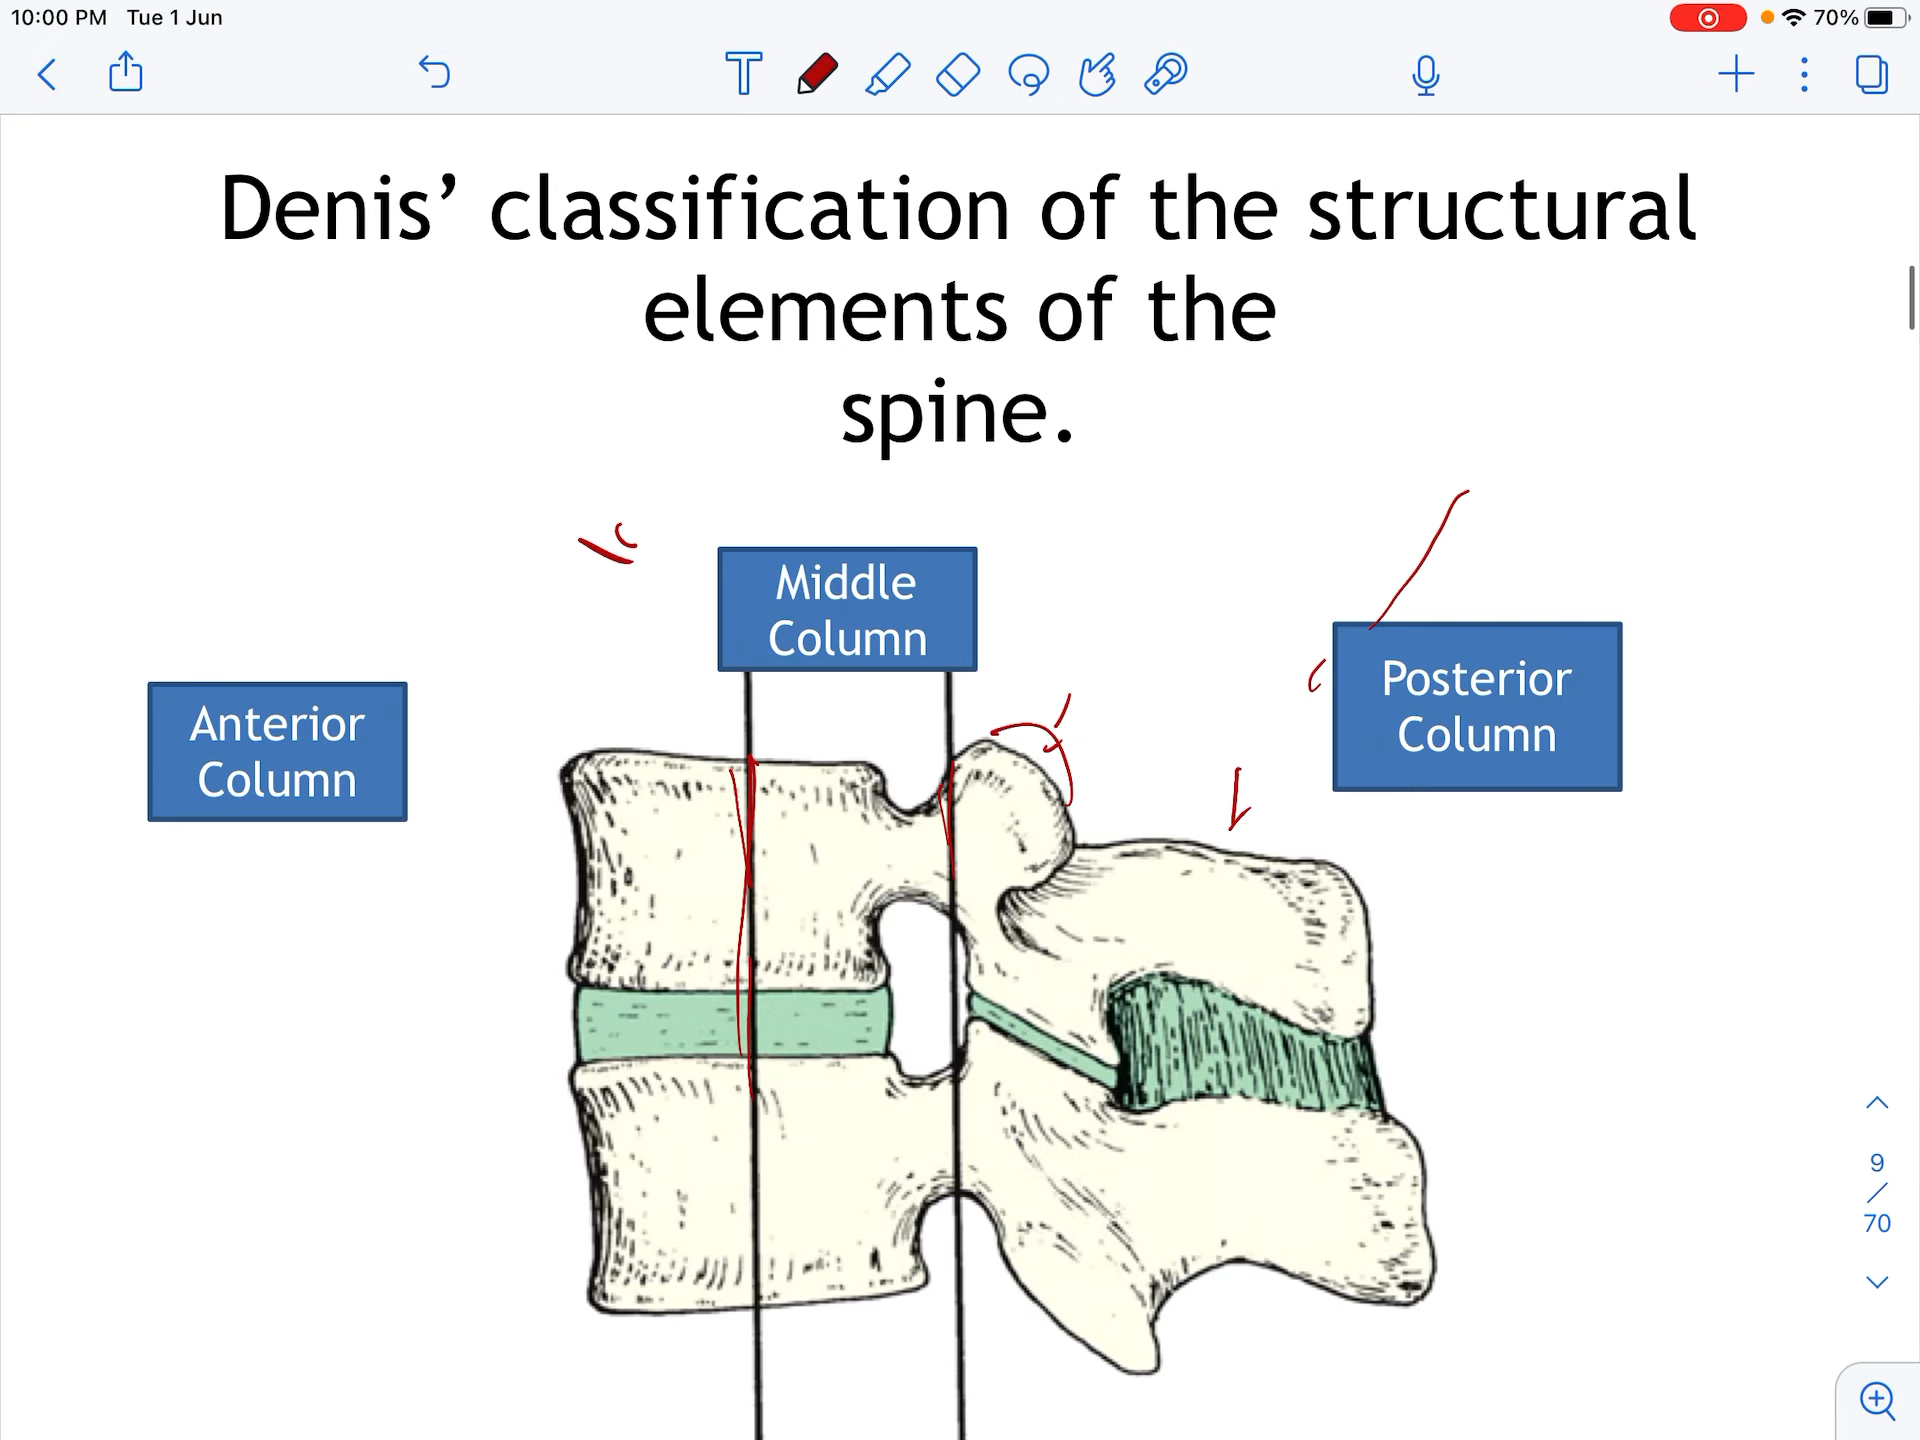 10:00 PM Tue 1 Jun
70%
Denis’ classification of the structural
elements of the
spine.
Middle
Column
Posterior
Column
Anterior
Column
9
/
70